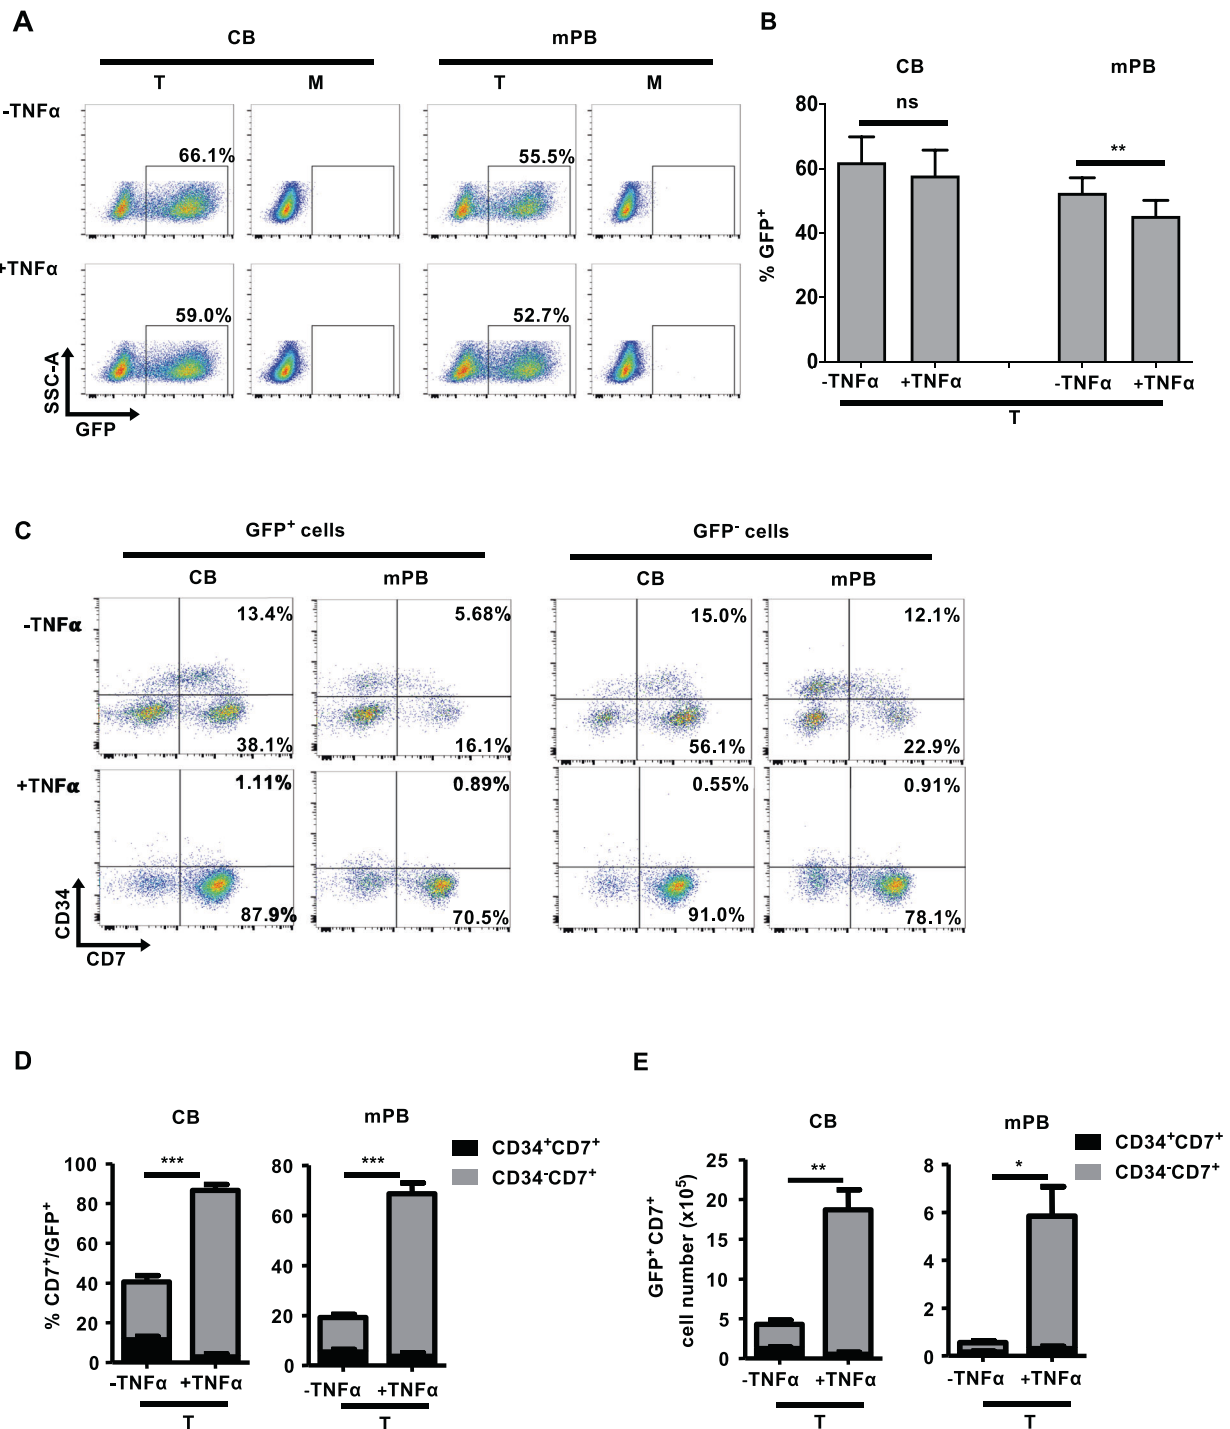 A
CB
mPB
T
M
T
M
-TNFα
66.1%
55.5%
+TNFα
59.0%
52.7%
SSC-A
GFP
B
CB
mPB
ns
**
% GFP+
80
60
40
20
0
-TNFα
+TNFα
-TNFα
+TNFα
T
C
GFP+ cells
GFP- cells
CB
mPB
CB
mPB
-TNFα
13.4%
5.68%
15.0%
12.1%
38.1%
16.1%
56.1%
22.9%
+TNFα
1.11%
0.89%
0.55%
0.91%
87.9%
70.5%
91.0%
78.1%
CD34
CD7
D
CB
mPB
CD34+CD7+
CD34-CD7+
% CD7+/GFP+
100
80
60
40
20
0
***
80
60
40
20
0
***
-TNFα +TNFα
-TNFα +TNFα
T
T
E
CB
mPB
CD34+CD7+
CD34-CD7+
GFP+ CD7+
cell number (x10⁵)
25
20
15
10
5
0
**
8
6
4
2
0
*
-TNFα +TNFα
-TNFα +TNFα
T
T